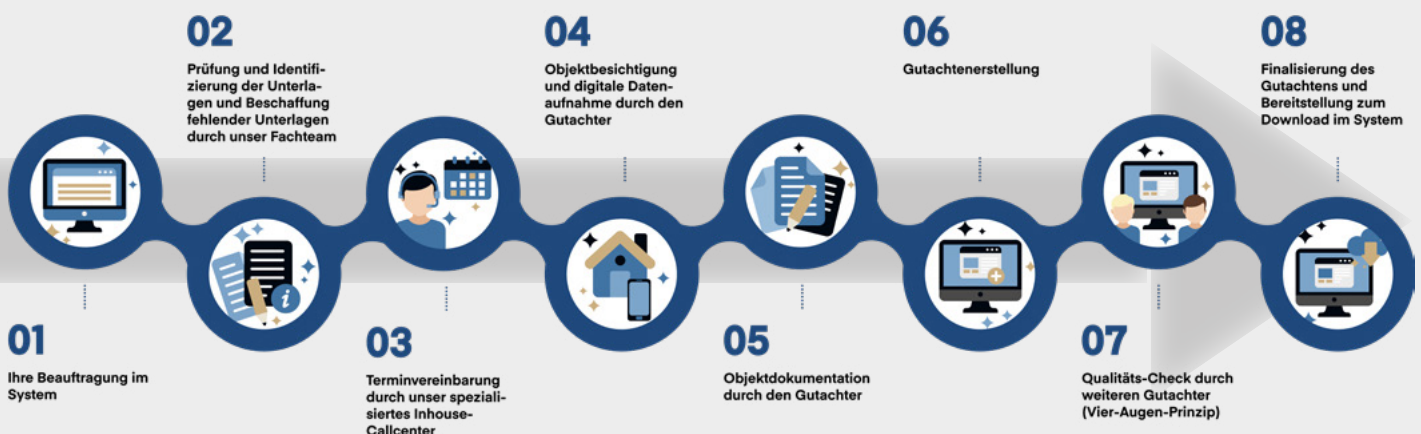 01
Ihre Beauftragung im
System
02
Prüfung und Identifi-
zierung der Unterla-
gen und Beschaffung
fehlender Unterlagen
durch unser Fachteam
03
Terminvereinbarung
durch unser speziali-
siertes Inhouse-
Callcenter
04
Objektbesichtigung
und digitale Daten-
aufnahme durch den
Gutachter
05
Objektdokumentation
durch den Gutachter
06
Gutachtenerstellung
07
Qualitäts-Check durch
weiteren Gutachter
(Vier-Augen-Prinzip)
08
Finalisierung des
Gutachtens und
Bereitstellung zum
Download im System